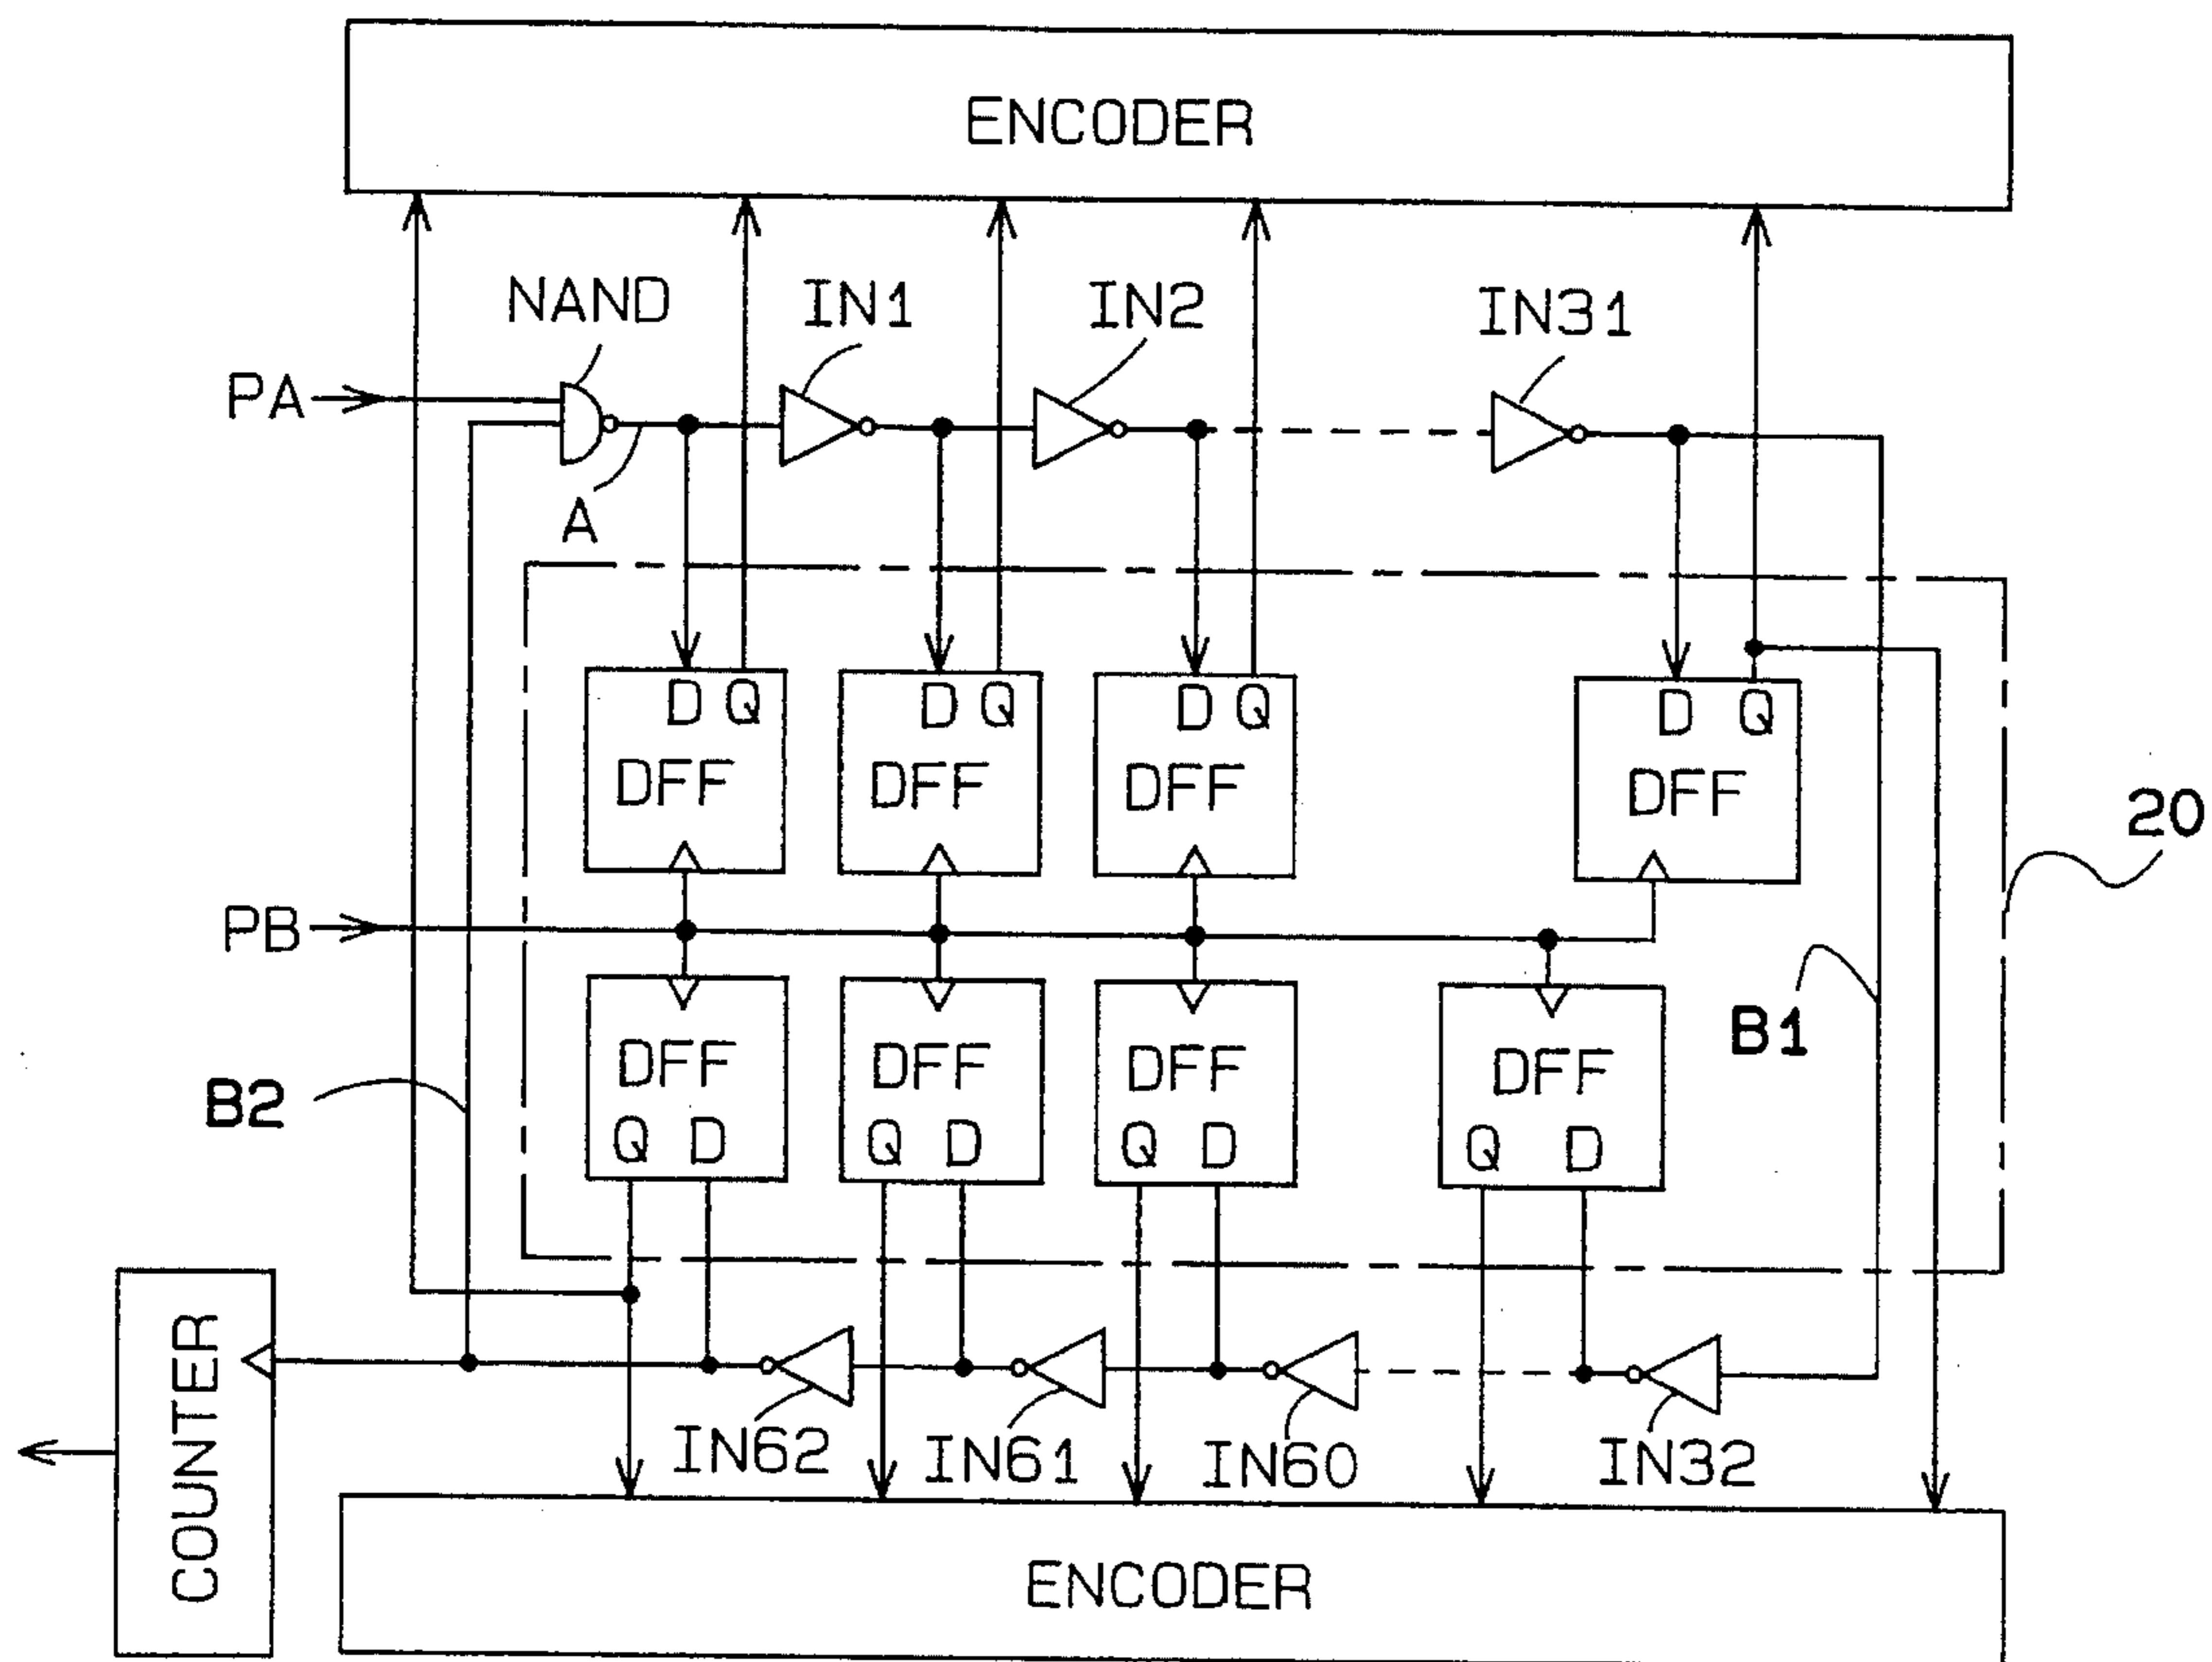 ENCODER
NAND
IN1
IN2
IN31
PA
A
D Q
D Q
D Q
D Q
DFF
DFF
DFF
DFF
20
PB
B1
B2
DFF
DFF
DFF
DFF
Q D
Q D
Q D
Q D
COUNTER
IN62
IN61
IN60
IN32
ENCODER